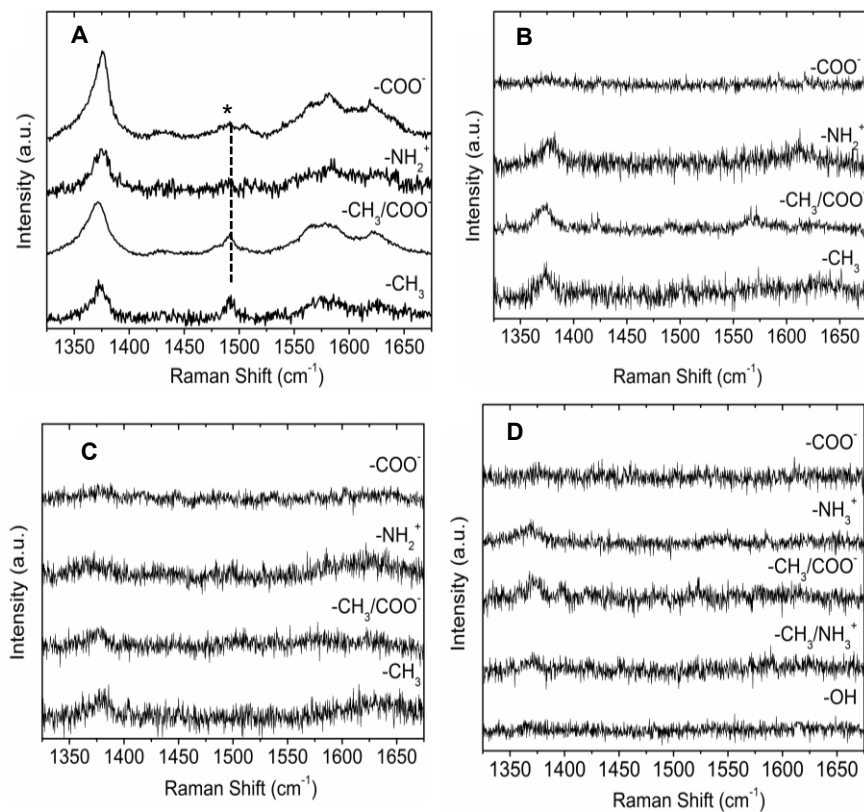 A
-COO⁻
*
-NH₂⁺
-CH₃/COO⁻
-CH₃
Intensity (a.u.)
1350 1400 1450 1500 1550 1600 1650
Raman Shift (cm⁻¹)
B
-COO⁻
-NH₂⁺
-CH₃/COO⁻
-CH₃
Intensity (a.u.)
1350 1400 1450 1500 1550 1600 1650
Raman Shift (cm⁻¹)
C
-COO⁻
-NH₂⁺
-CH₃/COO⁻
-CH₃
Intensity (a.u.)
1350 1400 1450 1500 1550 1600 1650
Raman Shift (cm⁻¹)
D
-COO⁻
-NH₃⁺
-CH₃/COO⁻
-CH₃/NH₃⁺
-OH
Intensity (a.u.)
1350 1400 1450 1500 1550 1600 1650
Raman Shift (cm⁻¹)